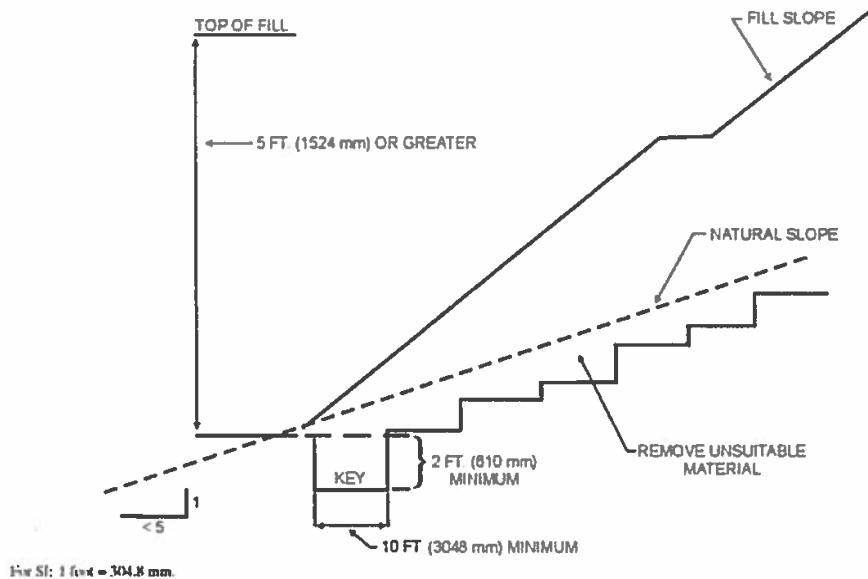 TOP OF FILL
FILL SLOPE
5 FT. (1524 mm) OR GREATER
NATURAL SLOPE
REMOVE UNSUITABLE
MATERIAL
2 FT. (610 mm)
MINIMUM
KEY
1
< 5
10 FT (3048 mm) MINIMUM
For SI: 1 foot = 304.8 mm.